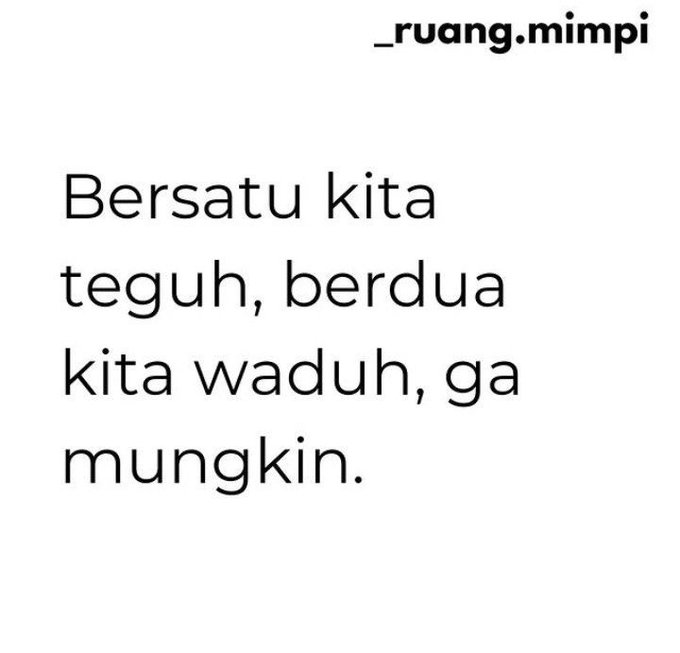 _ruang.mimpi
Bersatu kita
teguh, berdua
kita waduh, ga
mungkin.